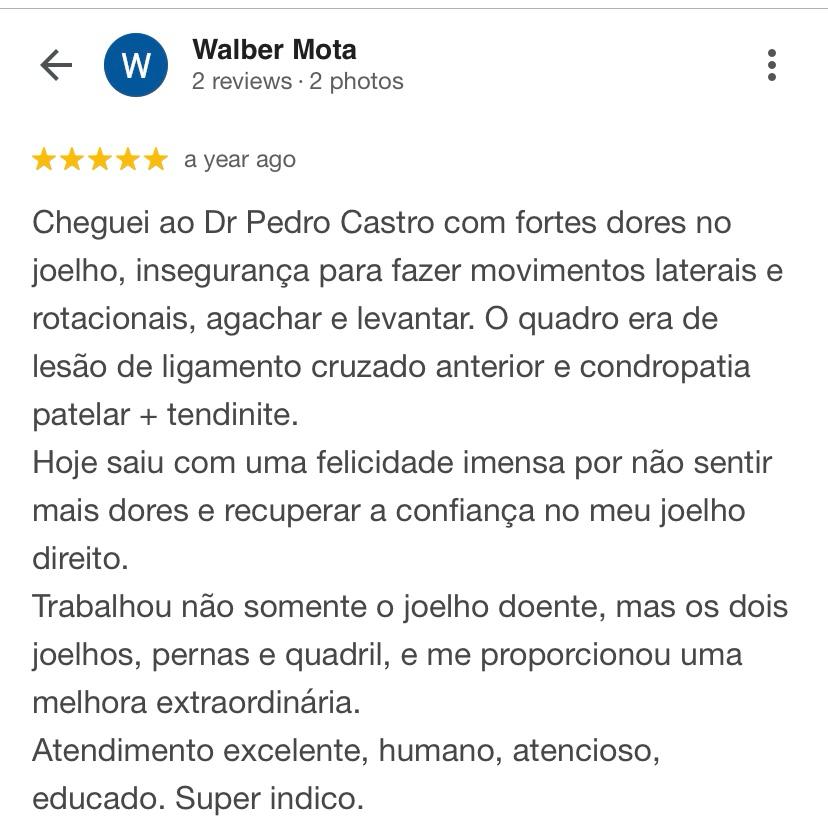 W
Walber Mota
2 reviews · 2 photos
a year ago
Cheguei ao Dr Pedro Castro com fortes dores no
joelho, insegurança para fazer movimentos laterais e
rotacionais, agachar e levantar. O quadro era de
lesão de ligamento cruzado anterior e condropatia
patelar + tendinite.
Hoje saiu com uma felicidade imensa por não sentir
mais dores e recuperar a confiança no meu joelho
direito.
Trabalhou não somente o joelho doente, mas os dois
joelhos, pernas e quadril, e me proporcionou uma
melhora extraordinária.
Atendimento excelente, humano, atencioso,
educado. Super indico.